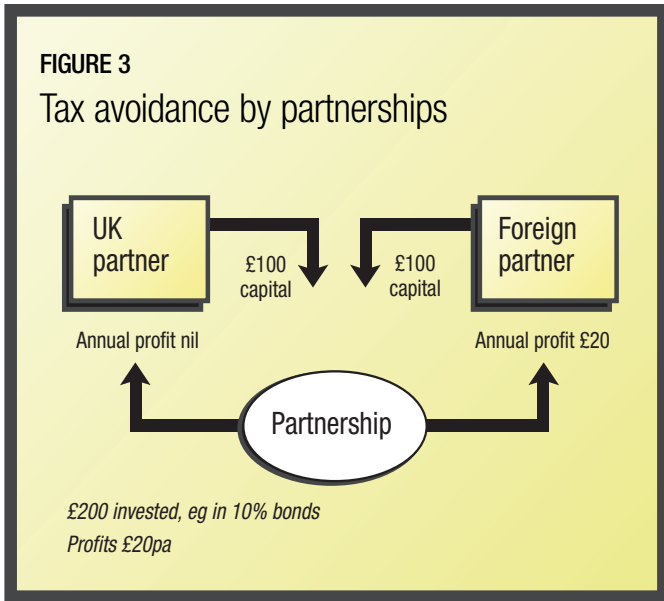 FIGURE 3
Tax avoidance by partnerships
UK
partner
£100
capital
£100
capital
Foreign
partner
Annual profit nil
Annual profit £20
Partnership
£200 invested, eg in 10% bonds
Profits £20pa